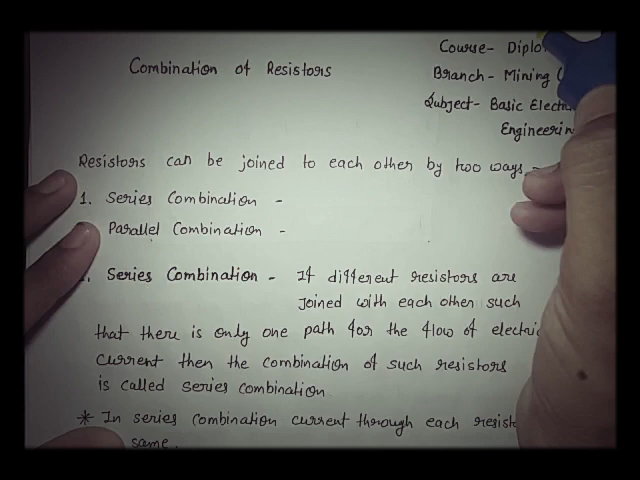 Course- Diplo
Combination of Resistors
Branch- Mining
Subject- Basic Elect
Engineerin
Resistors can be joined to each other by two ways -
1. Series Combination -
Parallel Combination -
Series Combination - If different resistors are
joined with each other such
that there is only one path for the flow of electric
current then the combination of such resistors
is called series combination.
* In series combination current through each resist
same.